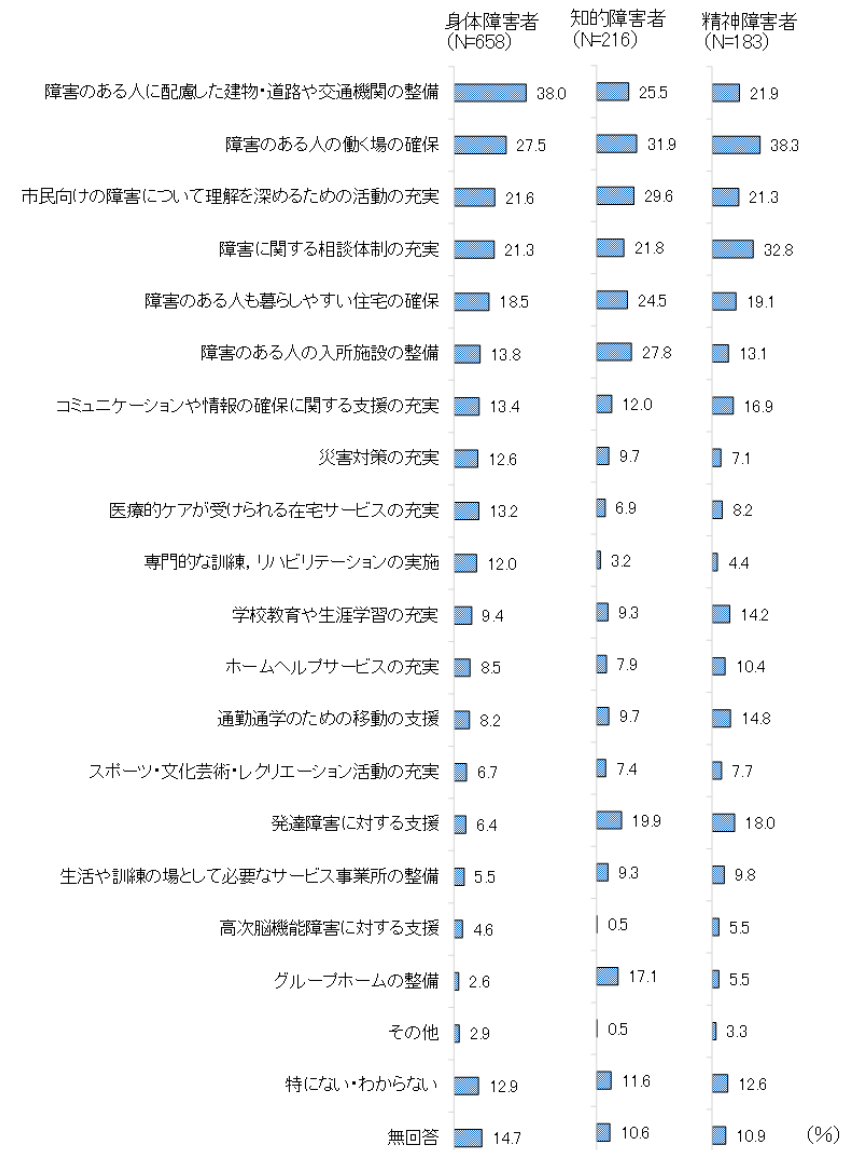 身体障害者 知的障害者 精神障害者
(N=658) (N=216) (N=183)
障害のある人に配慮した建物・道路や交通機関の整備 38.0 25.5 21.9
障害のある人の働く場の確保 27.5 31.9 38.3
市民向けの障害について理解を深めるための活動の充実 21.6 29.6 21.3
障害に関する相談体制の充実 21.3 21.8 32.8
障害のある人も暮らしやすい住宅の確保 18.5 24.5 19.1
障害のある人の入所施設の整備 13.8 27.8 13.1
コミュニケーションや情報の確保に関する支援の充実 13.4 12.0 16.9
災害対策の充実 12.6 9.7 7.1
医療的ケアが受けられる在宅サービスの充実 13.2 6.9 8.2
専門的な訓練，リハビリテーションの実施 12.0 3.2 4.4
学校教育や生涯学習の充実 9.4 9.3 14.2
ホームヘルプサービスの充実 8.5 7.9 10.4
通勤通学のための移動の支援 8.2 9.7 14.8
スポーツ・文化芸術・レクリエーション活動の充実 6.7 7.4 7.7
発達障害に対する支援 6.4 19.9 18.0
生活や訓練の場として必要なサービス事業所の整備 5.5 9.3 9.8
高次脳機能障害に対する支援 4.6 0.5 5.5
グループホームの整備 2.6 17.1 5.5
その他 2.9 0.5 3.3
特にない・わからない 12.9 11.6 12.6
無回答 14.7 10.6 10.9 (%)